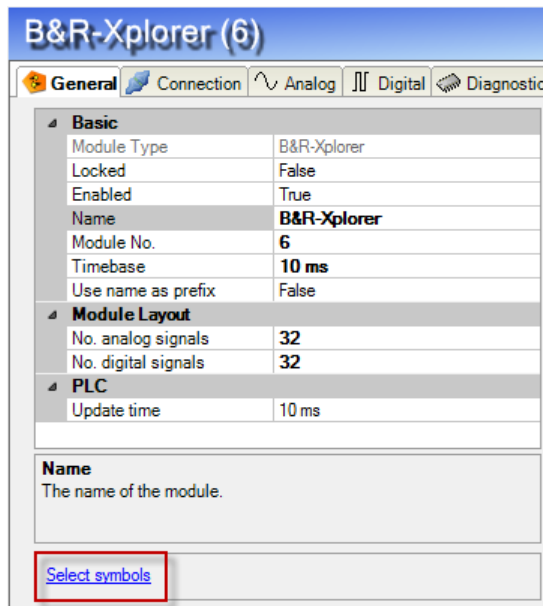 B&R-Xplorer (6)
General Connection Analog Digital Diagnostic
Basic
Module Type B&R-Xplorer
Locked False
Enabled True
Name B&R-Xplorer
Module No. 6
Timebase 10 ms
Use name as prefix False
Module Layout
No. analog signals 32
No. digital signals 32
PLC
Update time 10 ms
Name
The name of the module.
Select symbols